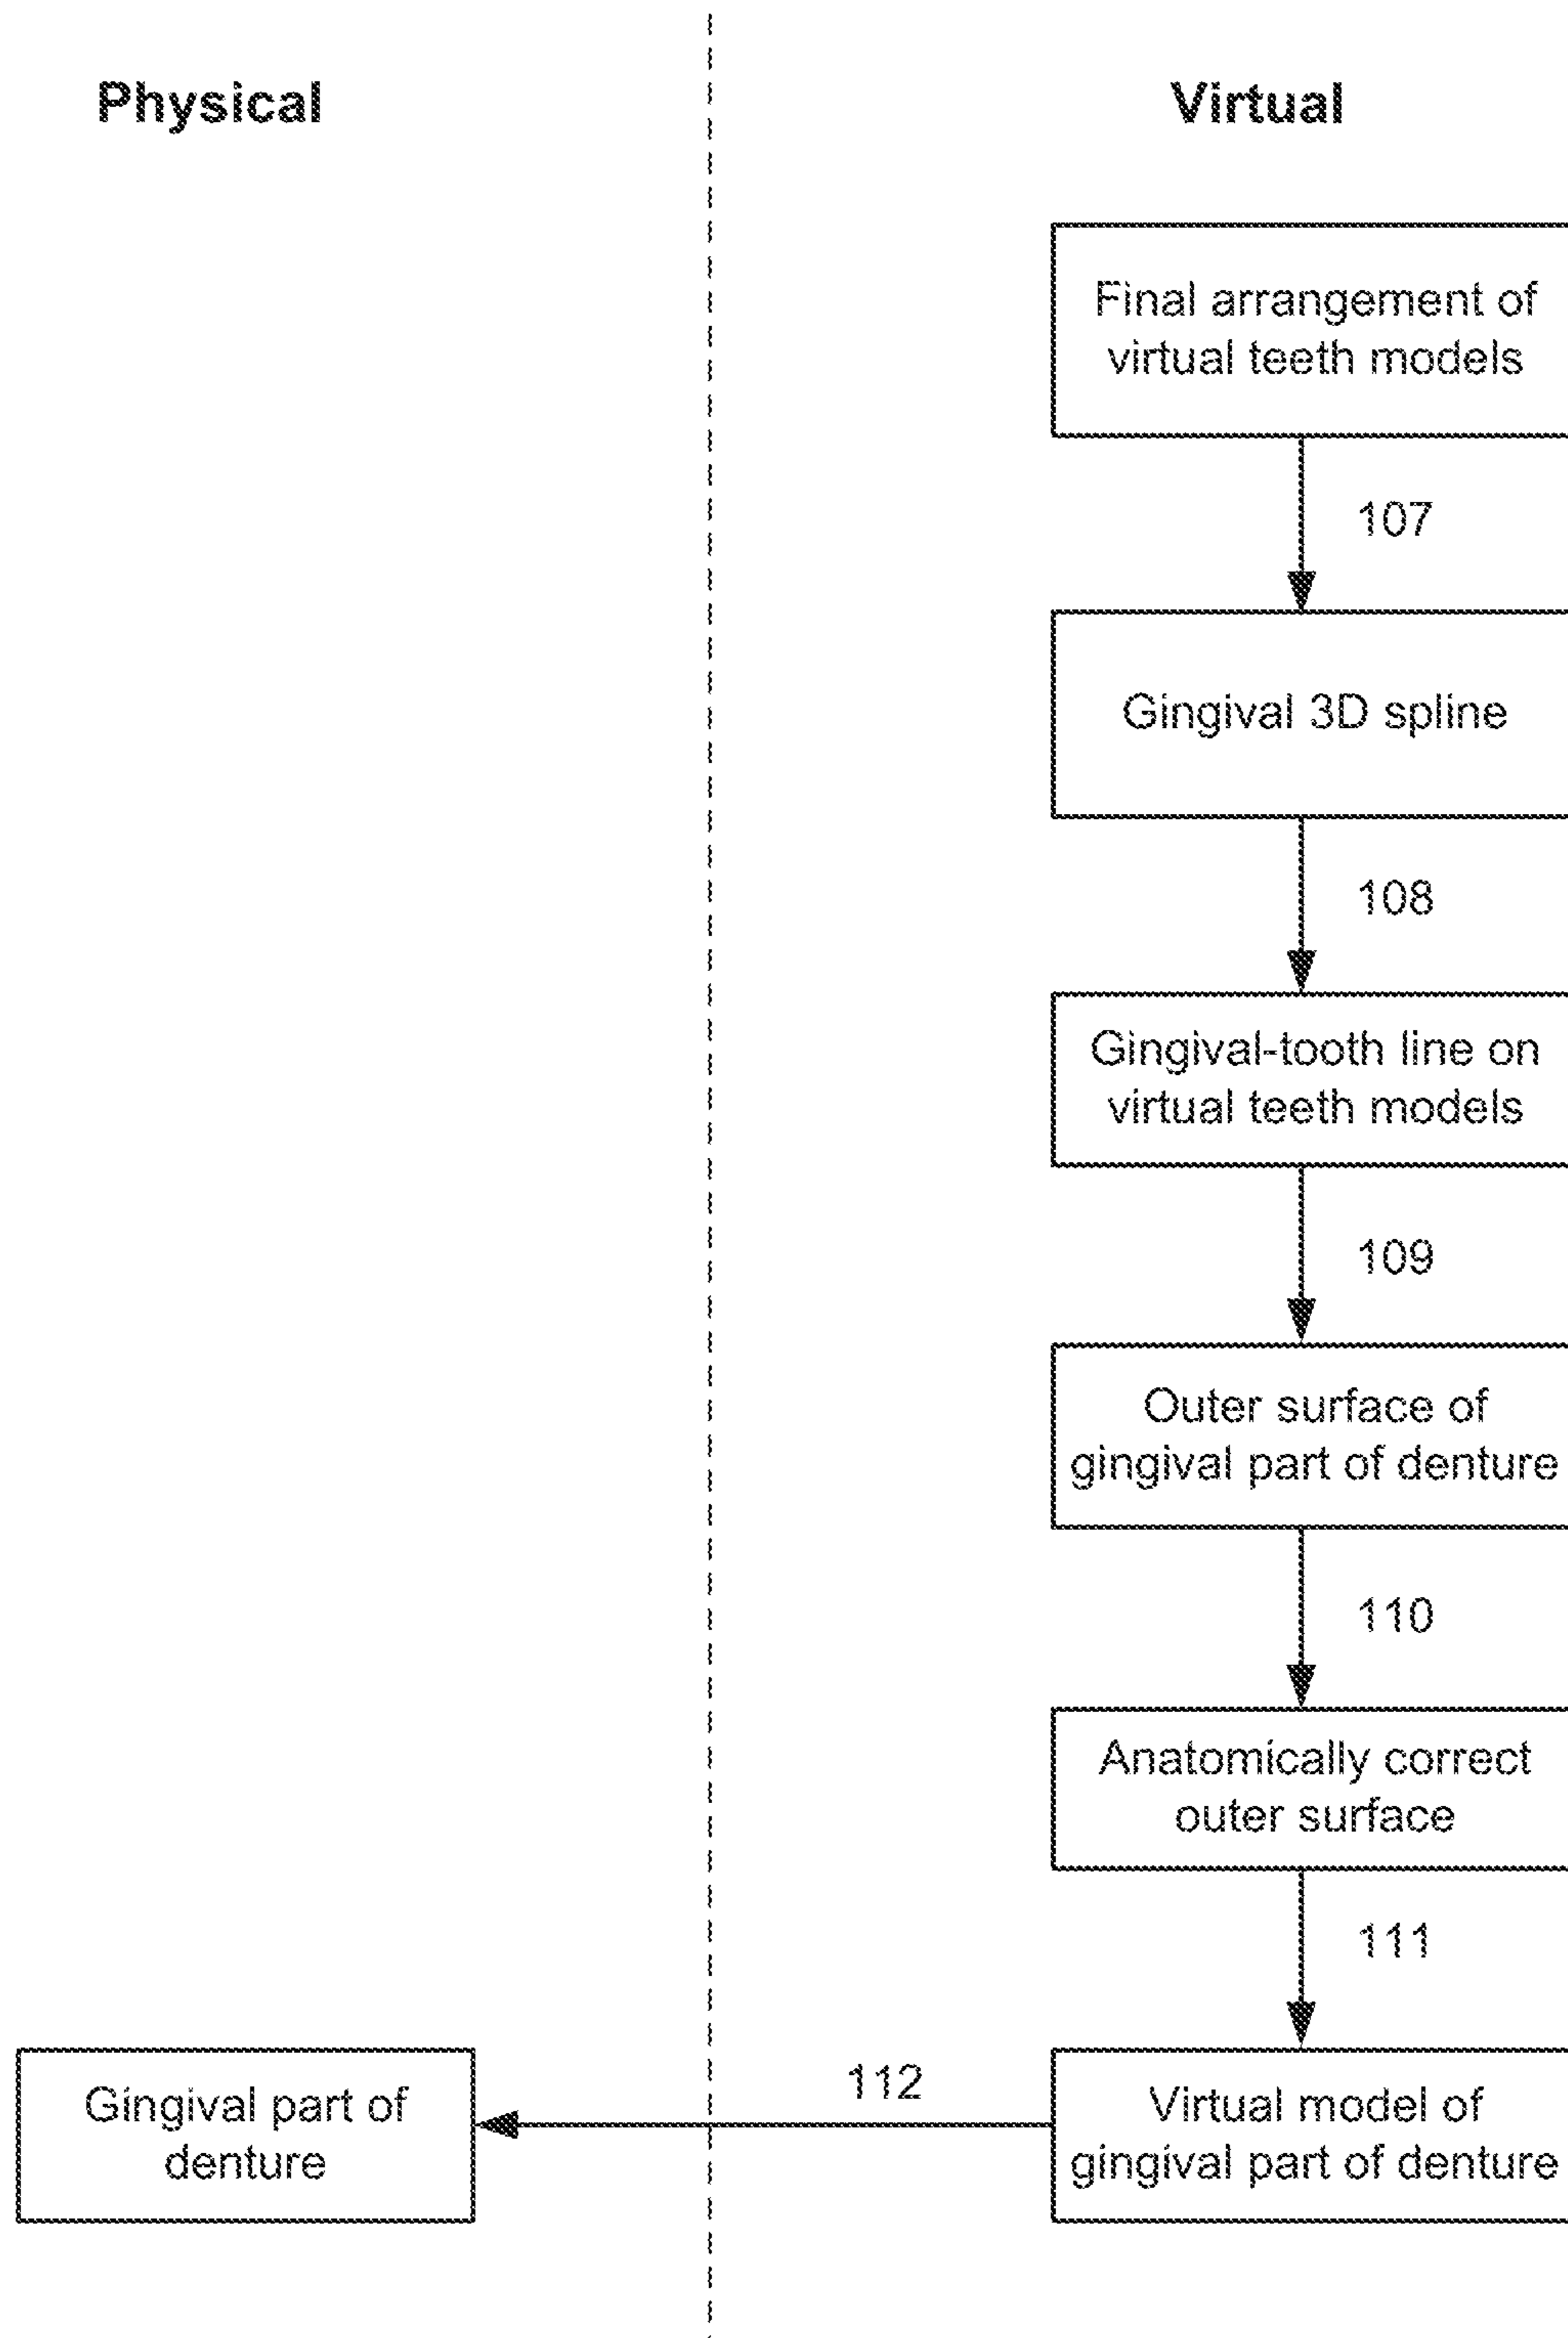 Physical
Virtual
Final arrangement of
virtual teeth models
107
Gingival 3D spline
108
Gingival-tooth line on
virtual teeth models
109
Outer surface of
gingival part of denture
110
Anatomically correct
outer surface
111
112
Gingival part of
denture
Virtual model of
gingival part of denture